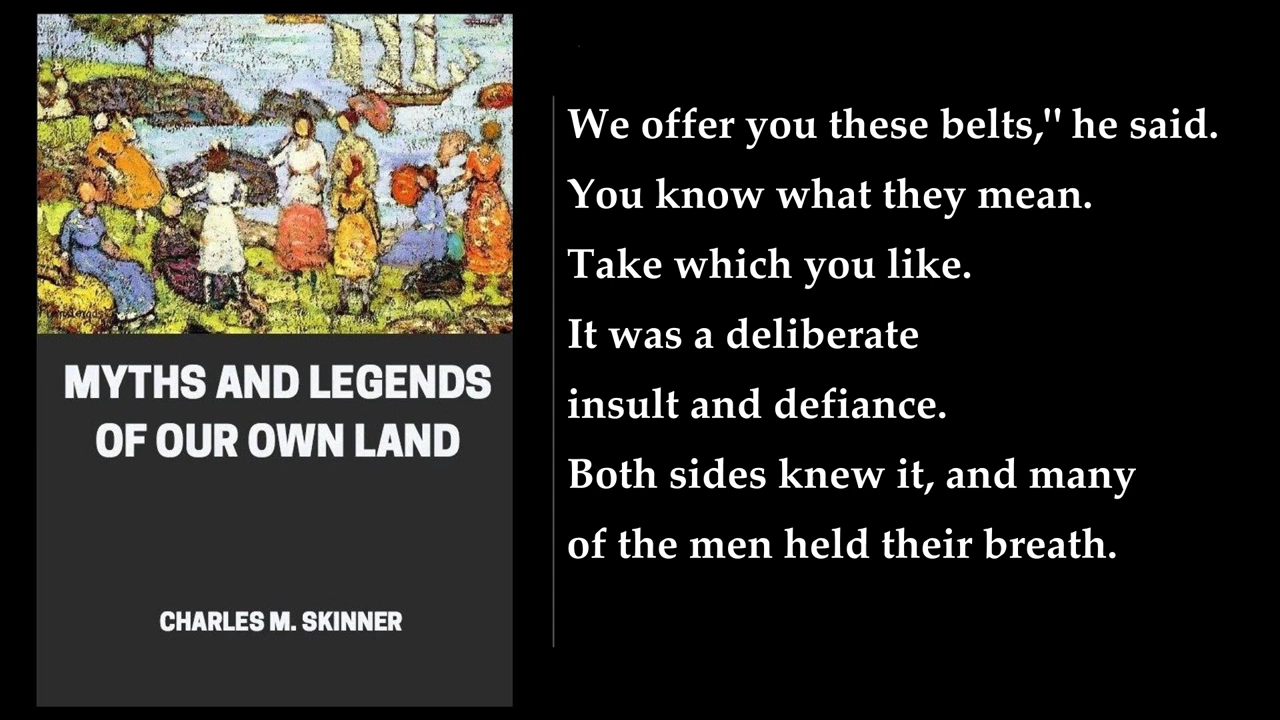 MYTHS AND LEGENDS
OF OUR OWN LAND
CHARLES M. SKINNER
We offer you these belts," he said.
You know what they mean.
Take which you like.
It was a deliberate
insult and defiance.
Both sides knew it, and many
of the men held their breath.